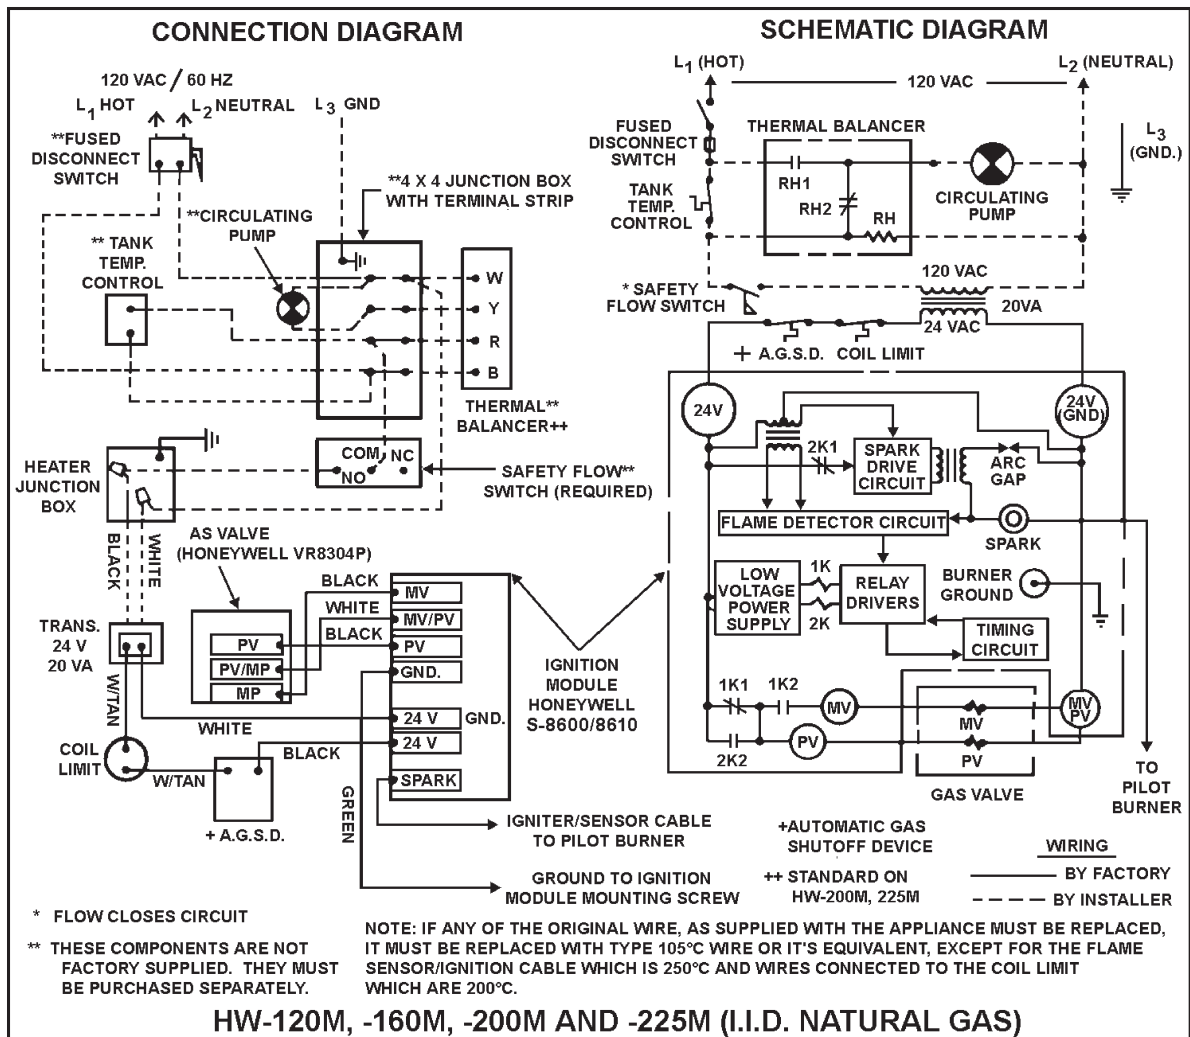 CONNECTION DIAGRAM
120 VAC / 60 HZ
L1 HOT
L2 NEUTRAL
L3 GND
**FUSED
DISCONNECT
SWITCH
**4 X 4 JUNCTION BOX
WITH TERMINAL STRIP
**CIRCULATING
PUMP
** TANK
TEMP.
CONTROL
W
Y
R
B
THERMAL**
BALANCER++
COM
NC
NO
SAFETY FLOW**
SWITCH (REQUIRED)
HEATER
JUNCTION
BOX
BLACK
WHITE
AS VALVE
(HONEYWELL VR8304P)
BLACK
WHITE
BLACK
MV
MV/PV
PV
GND.
24 V
GND.
24 V
SPARK
PV
PV/MP
MP
TRANS.
24 V
20 VA
W/TAN
WHITE
COIL
LIMIT
W/TAN
BLACK
+ A.G.S.D.
GREEN
IGNITION
MODULE
HONEYWELL
S-8600/8610
IGNITER/SENSOR CABLE
TO PILOT BURNER
GROUND TO IGNITION
MODULE MOUNTING SCREW
SCHEMATIC DIAGRAM
L1 (HOT)
120 VAC
L2 (NEUTRAL)
FUSED
DISCONNECT
SWITCH
THERMAL BALANCER
L3
(GND.)
RH1
RH2
RH
CIRCULATING
PUMP
TANK
TEMP.
CONTROL
* SAFETY
FLOW SWITCH
120 VAC
20VA
24 VAC
+ A.G.S.D.
COIL LIMIT
24V
24V
(GND)
2K1
SPARK
DRIVE
CIRCUIT
ARC
GAP
FLAME DETECTOR CIRCUIT
SPARK
LOW
VOLTAGE
POWER
SUPPLY
1K
2K
RELAY
DRIVERS
BURNER
GROUND
TIMING
CIRCUIT
1K1
1K2
MV
MV
MV
PV
2K2
PV
PV
GAS VALVE
TO
PILOT
BURNER
+AUTOMATIC GAS
SHUTOFF DEVICE
++ STANDARD ON
HW-200M, 225M
WIRING
BY FACTORY
BY INSTALLER
* FLOW CLOSES CIRCUIT
** THESE COMPONENTS ARE NOT
FACTORY SUPPLIED. THEY MUST
BE PURCHASED SEPARATELY.
NOTE: IF ANY OF THE ORIGINAL WIRE, AS SUPPLIED WITH THE APPLIANCE MUST BE REPLACED,
IT MUST BE REPLACED WITH TYPE 105°C WIRE OR IT'S EQUIVALENT, EXCEPT FOR THE FLAME
SENSOR/IGNITION CABLE WHICH IS 250°C AND WIRES CONNECTED TO THE COIL LIMIT
WHICH ARE 200°C.
HW-120M, -160M, -200M AND -225M (I.I.D. NATURAL GAS)